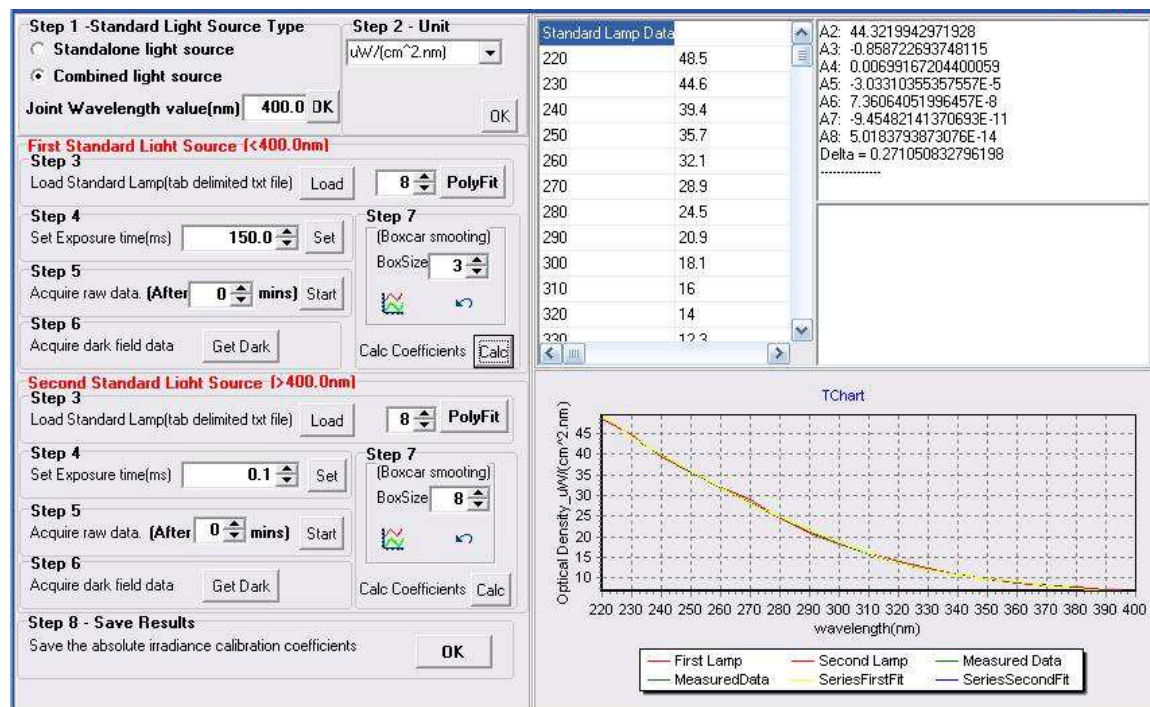 Step 1 -Standard Light Source Type
Standalone light source
Combined light source
Joint Wavelength value(nm) 400.0 OK
Step 2 - Unit
uW/(cm^2.nm)
OK
First Standard Light Source (<400.0nm)
Step 3
Load Standard Lamp(tab delimited txt file) Load 8 PolyFit
Step 4
Set Exposure time(ms) 150.0 Set
Step 5
Acquire raw data. (After 0 mins) Start
Step 6
Acquire dark field data Get Dark
Step 7
(Boxcar smooting)
BoxSize 3
Calc Coefficients Calc
Second Standard Light Source (>400.0nm)
Step 3
Load Standard Lamp(tab delimited txt file) Load 8 PolyFit
Step 4
Set Exposure time(ms) 0.1 Set
Step 5
Acquire raw data. (After 0 mins) Start
Step 6
Acquire dark field data Get Dark
Step 7
(Boxcar smooting)
BoxSize 8
Calc Coefficients Calc
Step 8 - Save Results
Save the absolute irradiance calibration coefficients OK
Standard Lamp Data
220 48.5
230 44.6
240 39.4
250 35.7
260 32.1
270 28.9
280 24.5
290 20.9
300 18.1
310 16
320 14
330 12.3
A2: 44.3219942971928
A3: -0.858722693748115
A4: 0.00699167204400059
A5: -3.03310355357557E-5
A6: 7.36064051996457E-8
A7: -9.45482141370693E-11
A8: 5.0183793873076E-14
Delta = 0.271050832796198
--------------
TChart
Optical Density_uW/(cm^2.nm)
45
40
35
30
25
20
15
10
220 230 240 250 260 270 280 290 300 310 320 330 340 350 360 370 380 390 400
wavelength(nm)
First Lamp Second Lamp Measured Data
MeasuredData SeriesFirstFit SeriesSecondFit